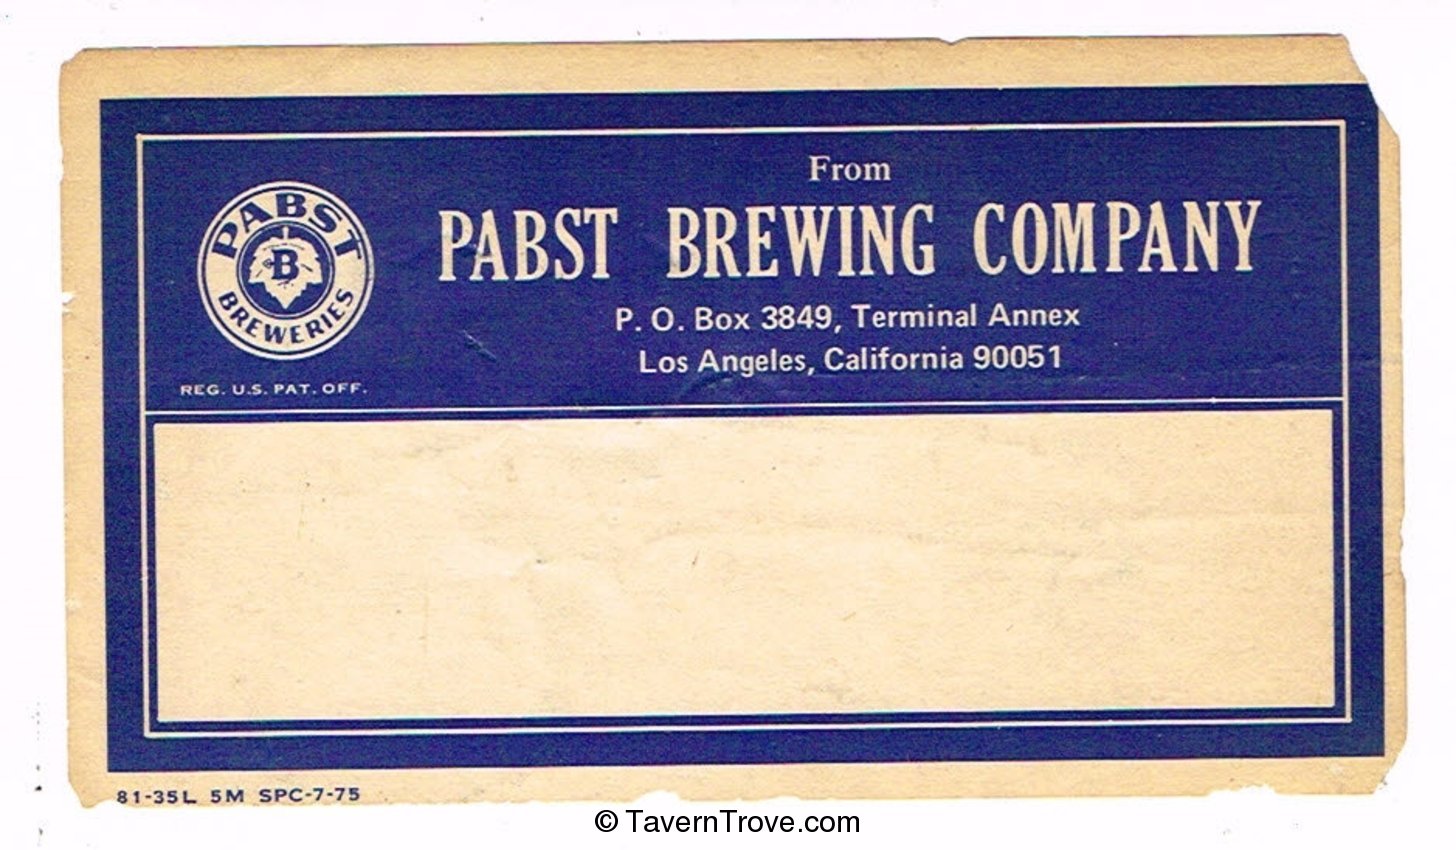 From
PABST BREWING COMPANY
P. O. Box 3849, Terminal Annex
Los Angeles, California 90051
PABST
B
BREWERIES
REG. U.S. PAT. OFF.
81-35L 5M SPC-7-75
© TavernTrove.com